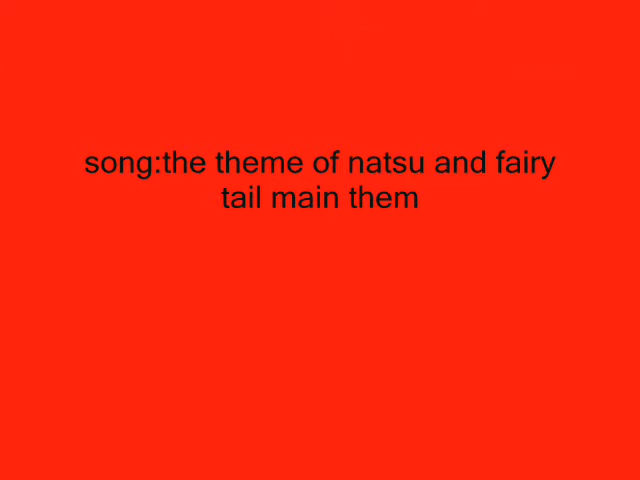 song:the theme of natsu and fairy
tail main them